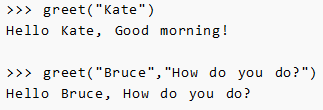 >>> greet("Kate")
Hello Kate, Good morning!
>>> greet("Bruce","How do you do?")
Hello Bruce, How do you do?